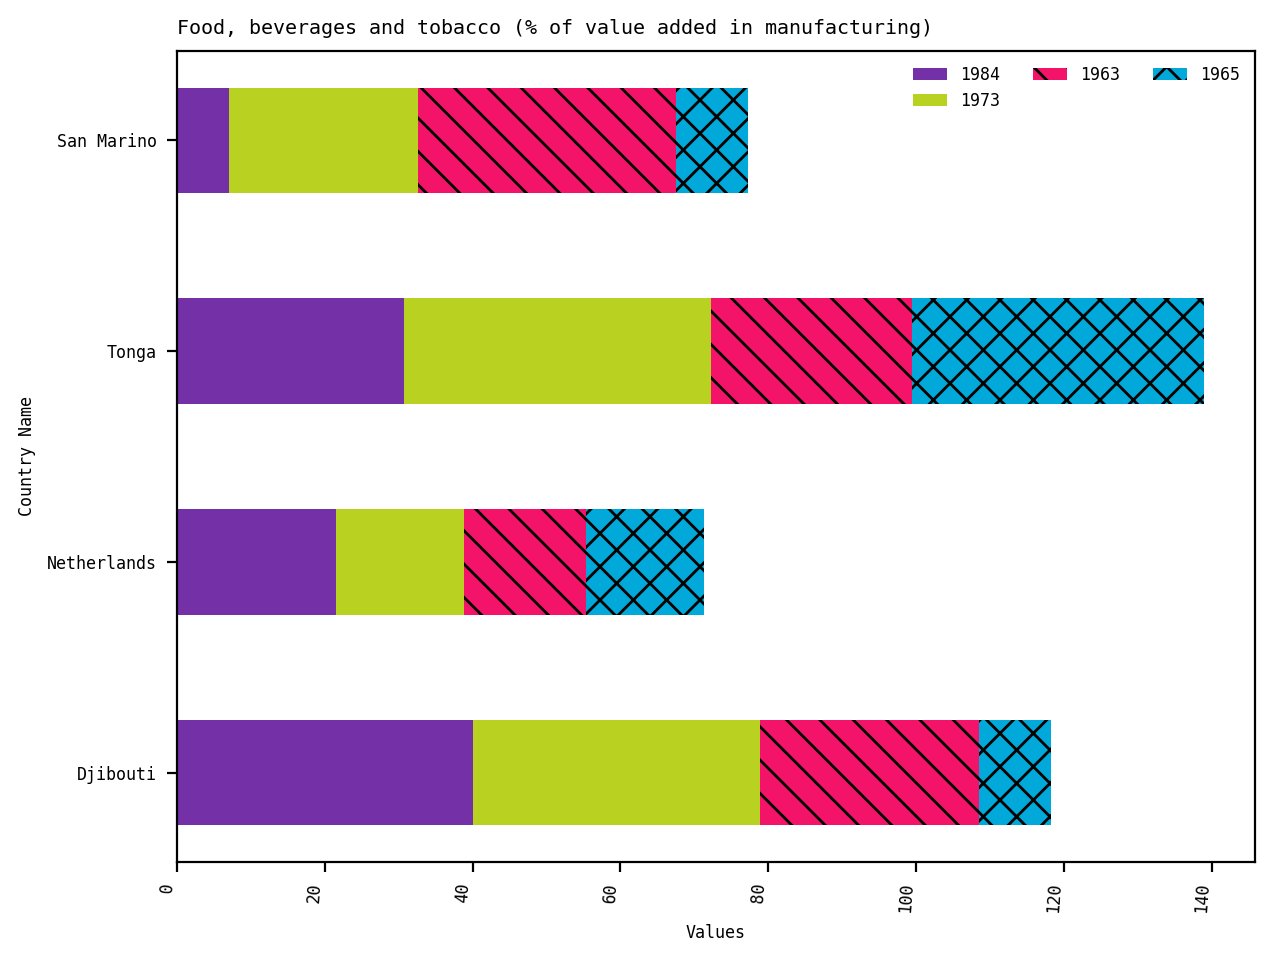 Food, beverages and tobacco (% of value added in manufacturing)
1984 1963 1965
1973
San Marino
Tonga
Netherlands
Djibouti
Country Name
0 20 40 60 80 100 120 140
Values